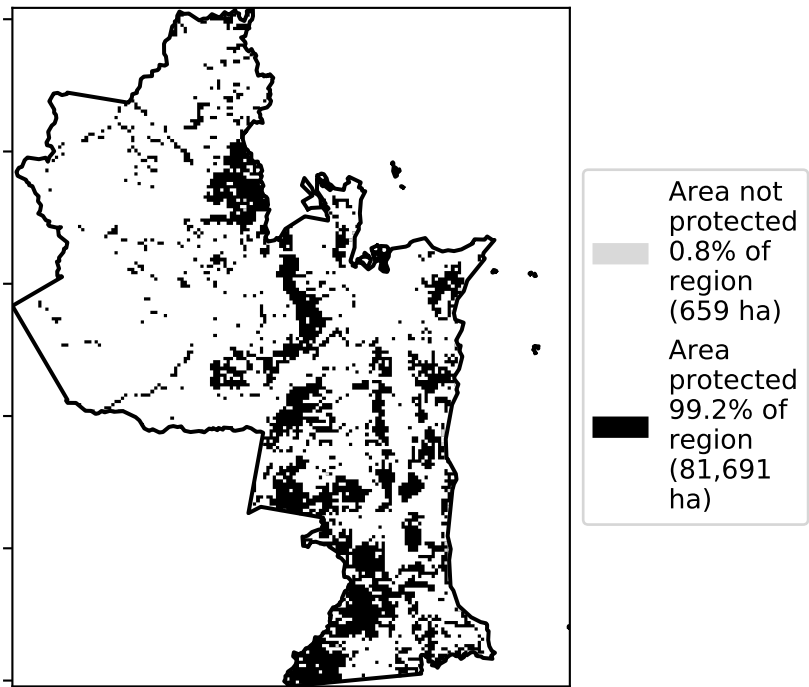 Area not
protected
0.8% of
region
(659 ha)
Area
protected
99.2% of
region
(81,691
ha)